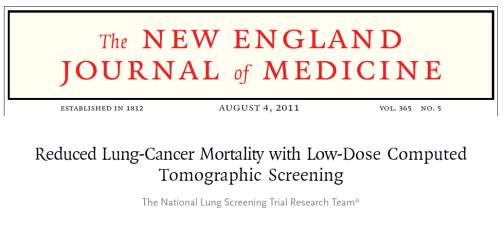 The NEW ENGLAND
JOURNAL of MEDICINE
ESTABLISHED IN 1812 AUGUST 4, 2011 VOL. 365 NO. 5
Reduced Lung-Cancer Mortality with Low-Dose Computed
Tomographic Screening
The National Lung Screening Trial Research Team*